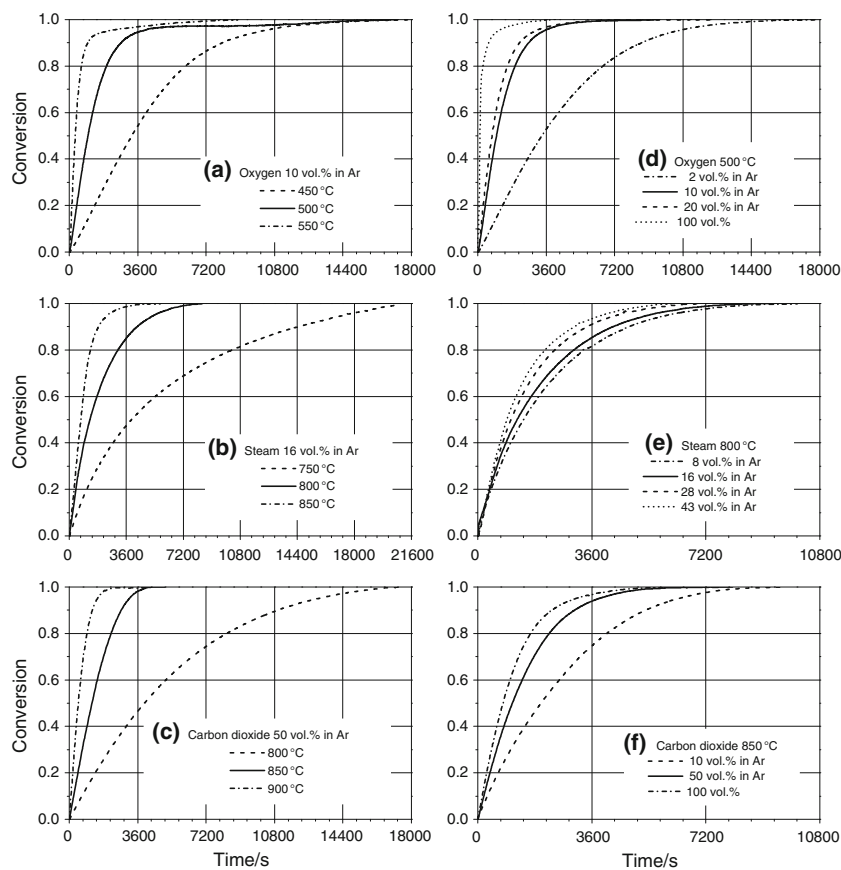 Conversion
1.0
0.8
0.6
0.4
0.2
0.0
(a) Oxygen 10 vol.% in Ar
450°C
500°C
550°C
0 3600 7200 10800 14400 18000
1.0
0.8
0.6
0.4
0.2
0.0
(d) Oxygen 500°C
2 vol.% in Ar
10 vol.% in Ar
20 vol.% in Ar
100 vol.%
0 3600 7200 10800 14400 18000
Conversion
1.0
0.8
0.6
0.4
0.2
0.0
(b) Steam 16 vol.% in Ar
750°C
800°C
850°C
0 3600 7200 10800 14400 18000 21600
1.0
0.8
0.6
0.4
0.2
0.0
(e) Steam 800°C
8 vol.% in Ar
16 vol.% in Ar
28 vol.% in Ar
43 vol.% in Ar
0 3600 7200 10800
Conversion
1.0
0.8
0.6
0.4
0.2
0.0
(c) Carbon dioxide 50 vol.% in Ar
800°C
850°C
900°C
0 3600 7200 10800 14400 18000
Time/s
1.0
0.8
0.6
0.4
0.2
0.0
(f) Carbon dioxide 850°C
10 vol.% in Ar
50 vol.% in Ar
100 vol.%
0 3600 7200 10800
Time/s